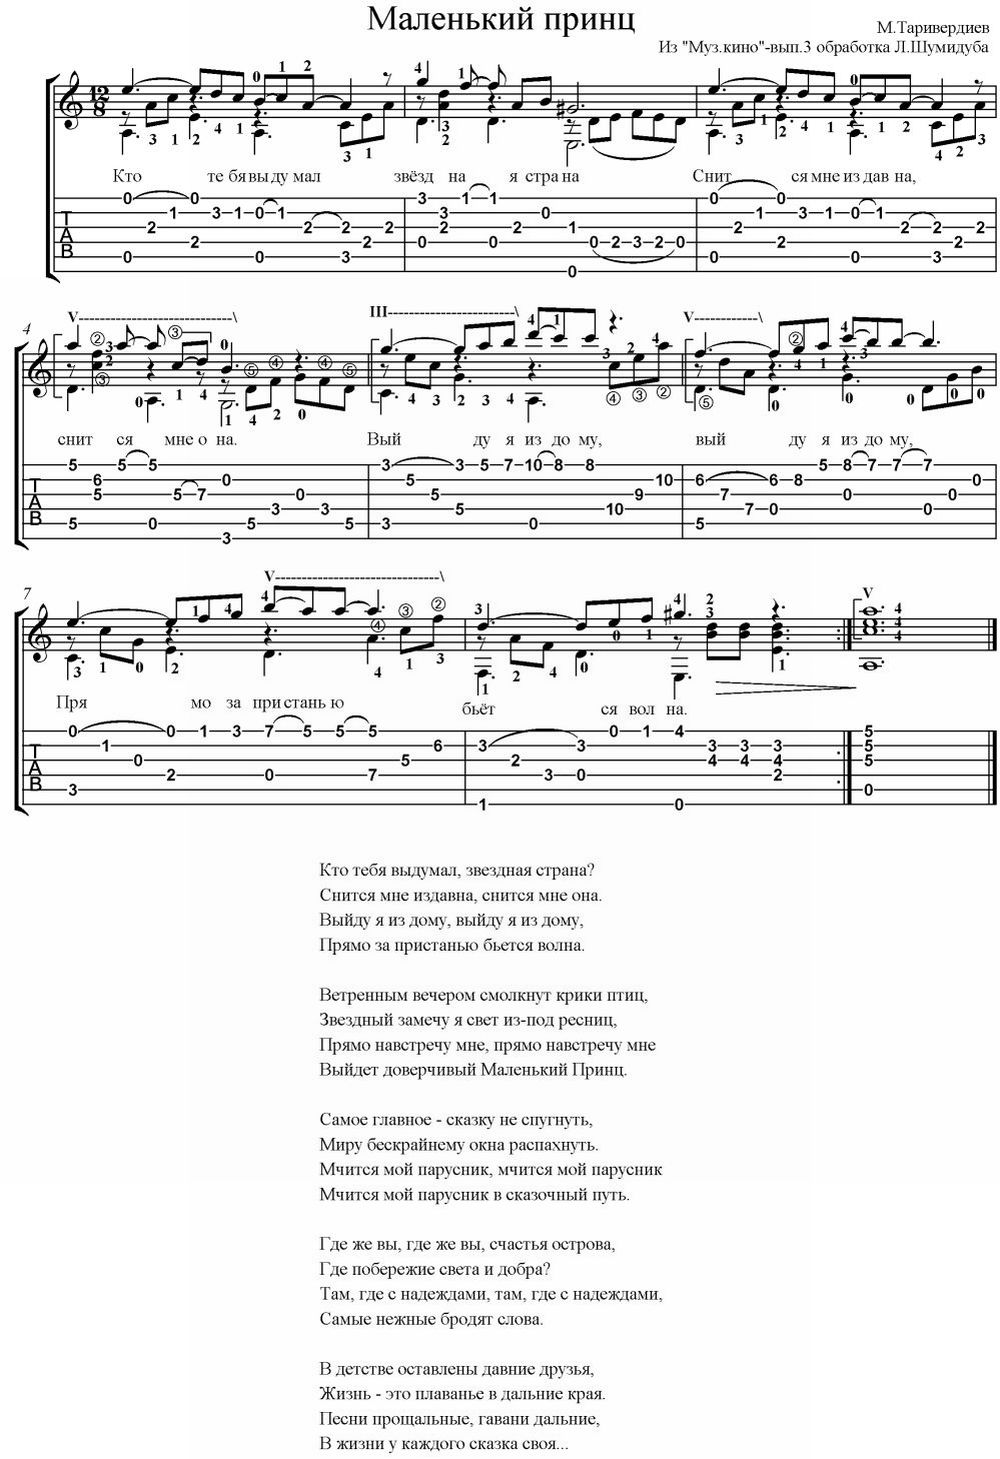 Маленький принц
М.Таривердиев
Из "Муз.кино"-вып.3 обработка Л.Шумидуба
Кто те бя вы ду мал звёзд на я стра на Снит ся мне из дав на,
4
V
снит ся мне о на.
III
Вый ду я из до му,
V
вый ду я из до му,
7
V
Пря мо за при стань ю бьёт ся вол на.
V
Кто тебя выдумал, звездная страна?
Снится мне издавна, снится мне она.
Выйду я из дому, выйду я из дому,
Прямо за пристанью бьется волна.
Ветренным вечером смолкнут крики птиц,
Звездный замечу я свет из-под ресниц,
Прямо навстречу мне, прямо навстречу мне
Выйдет доверчивый Маленький Принц.
Самое главное - сказку не спугнуть,
Миру бескрайнему окна распахнуть.
Мчится мой парусник, мчится мой парусник
Мчится мой парусник в сказочный путь.
Где же вы, где же вы, счастья острова,
Где побережие света и добра?
Там, где с надеждами, там, где с надеждами,
Самые нежные бродят слова.
В детстве оставлены давние друзья,
Жизнь - это плаванье в дальние края.
Песни прощальные, гавани дальние,
В жизни у каждого сказка своя...